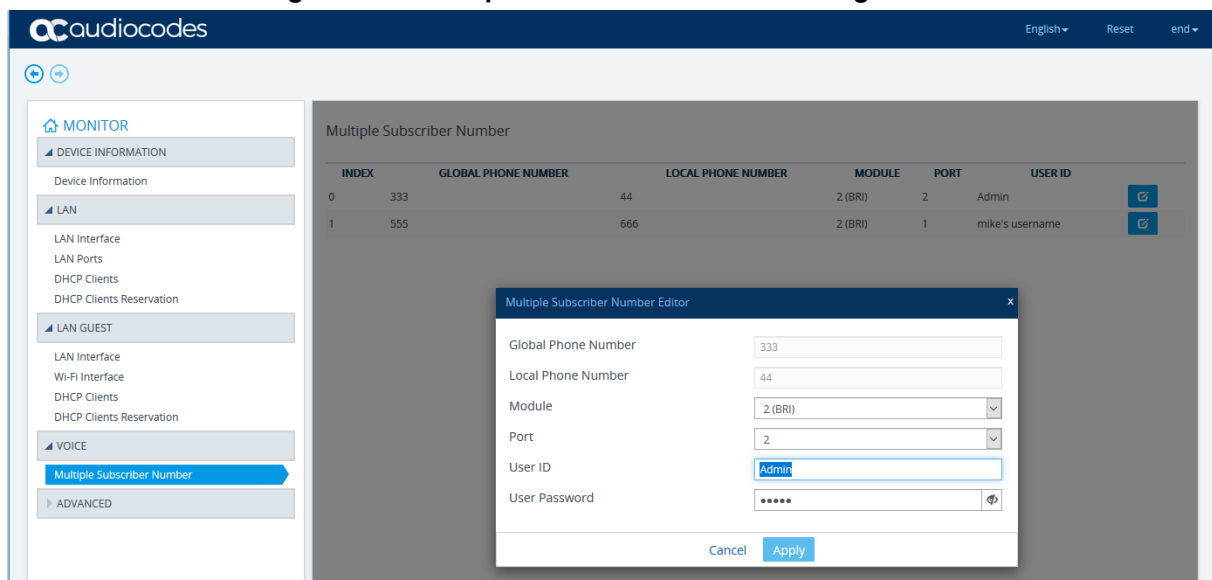 audiocodes
English Reset end
MONITOR
DEVICE INFORMATION
Device Information
LAN
LAN Interface
LAN Ports
DHCP Clients
DHCP Clients Reservation
LAN GUEST
LAN Interface
Wi-Fi Interface
DHCP Clients
DHCP Clients Reservation
VOICE
Multiple Subscriber Number
ADVANCED
Multiple Subscriber Number
INDEX GLOBAL PHONE NUMBER LOCAL PHONE NUMBER MODULE PORT USER ID
0 333 44 2 (BRI) 2 Admin
1 555 666 2 (BRI) 1 mike's username
Multiple Subscriber Number Editor x
Global Phone Number 333
Local Phone Number 44
Module 2 (BRI)
Port 2
User ID Admin
User Password •••••
Cancel Apply